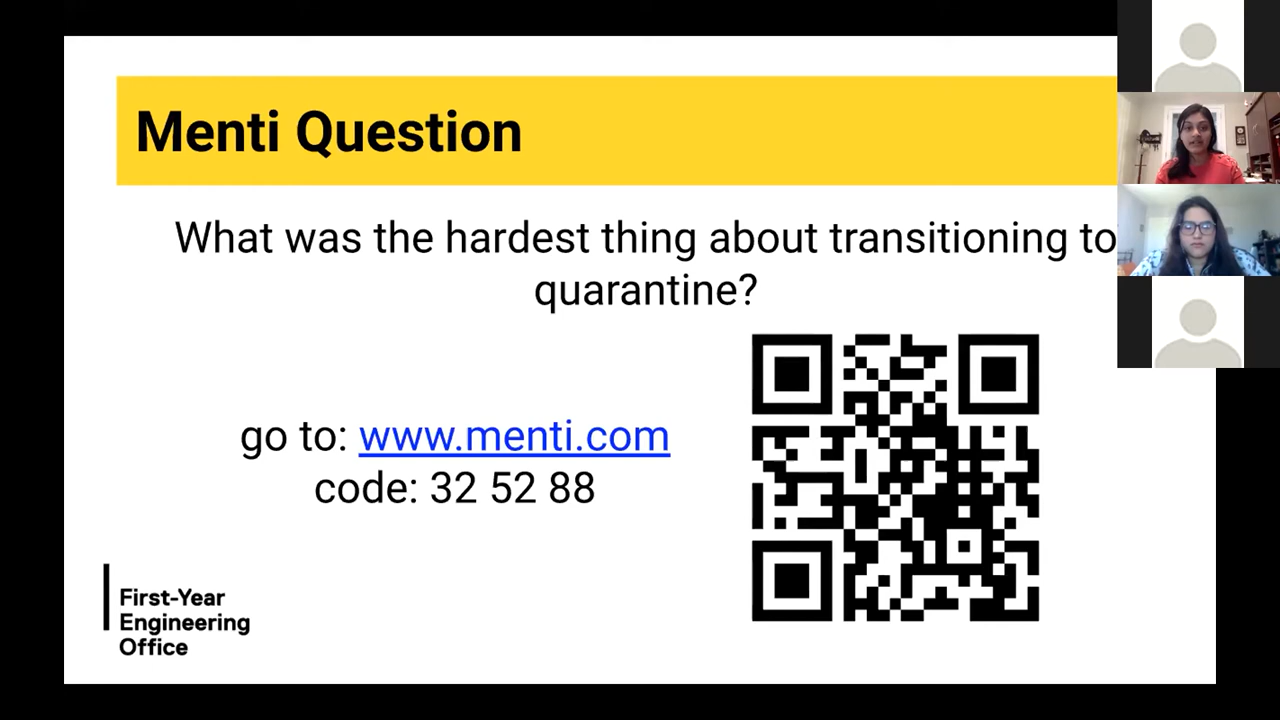 Menti Question
What was the hardest thing about transitioning to
quarantine?
go to: www.menti.com
code: 32 52 88
First-Year
Engineering
Office